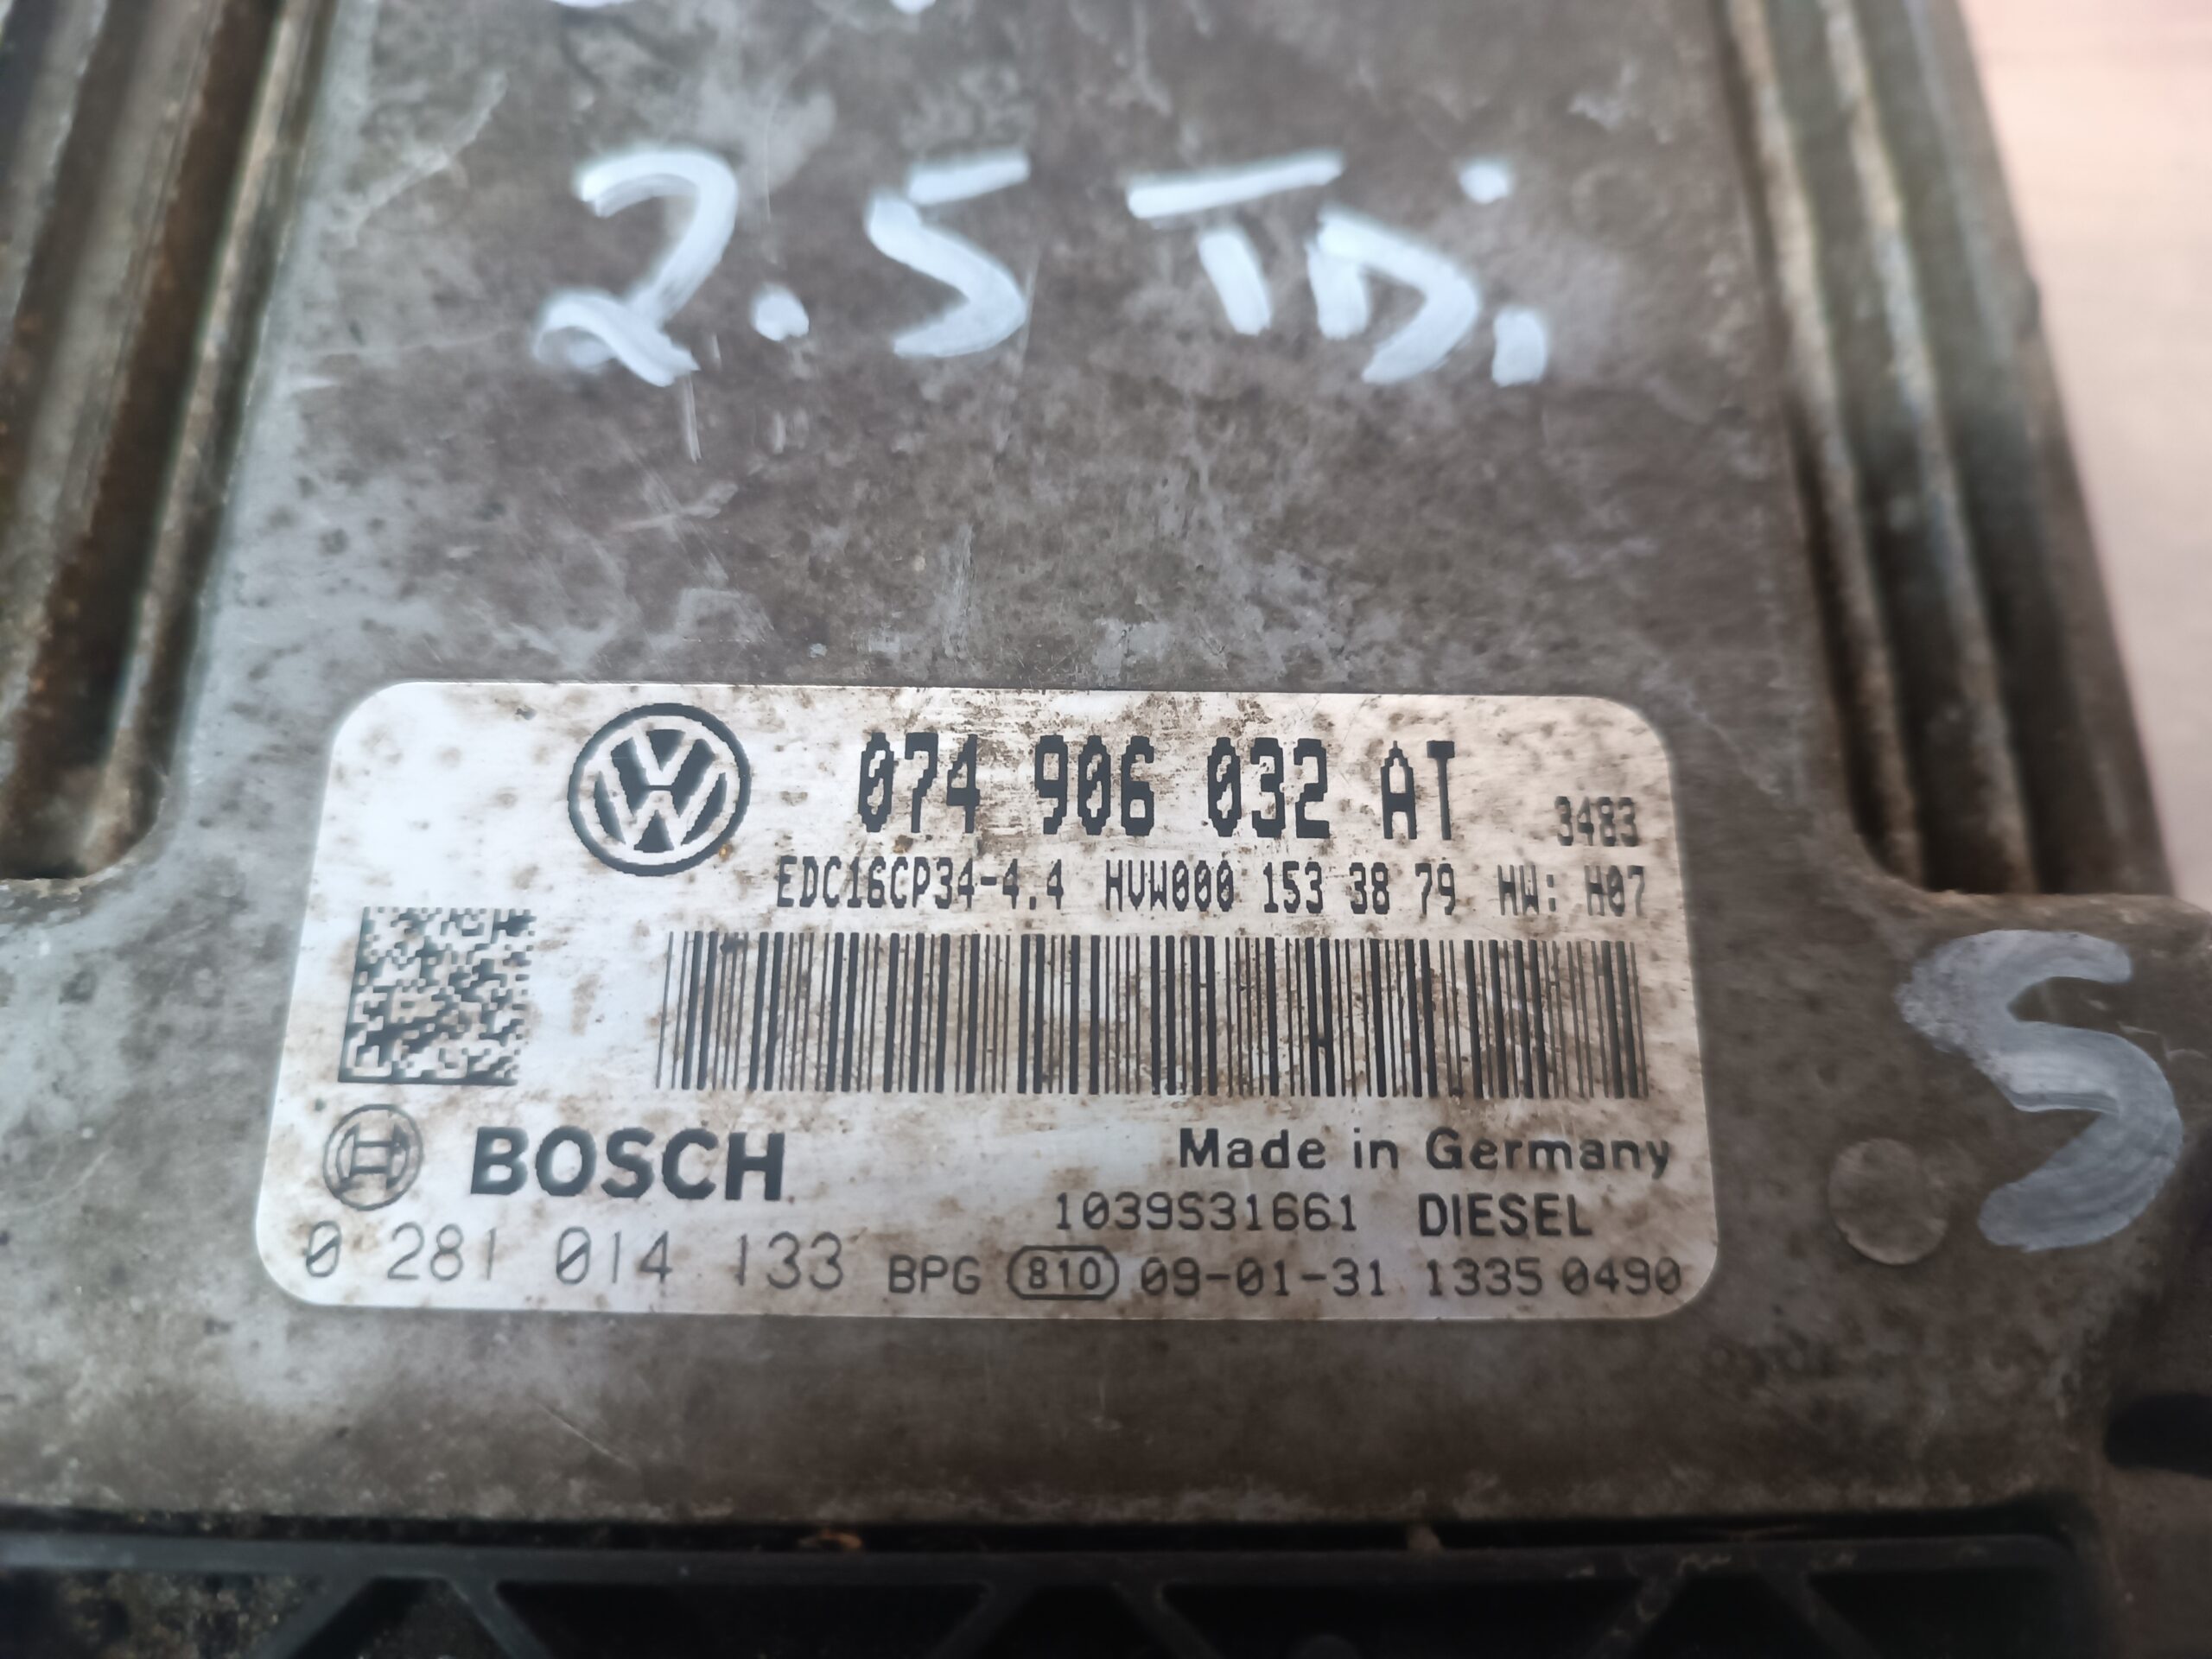 2.5 TDi
074 906 032 AT 3483
EDC16CP34-4.4 HVW000 153 38 79 HW: H07
BOSCH
Made in Germany
1039S31661 DIESEL
0 281 014 133 BPG 810 09-01-31 1335 0490
S